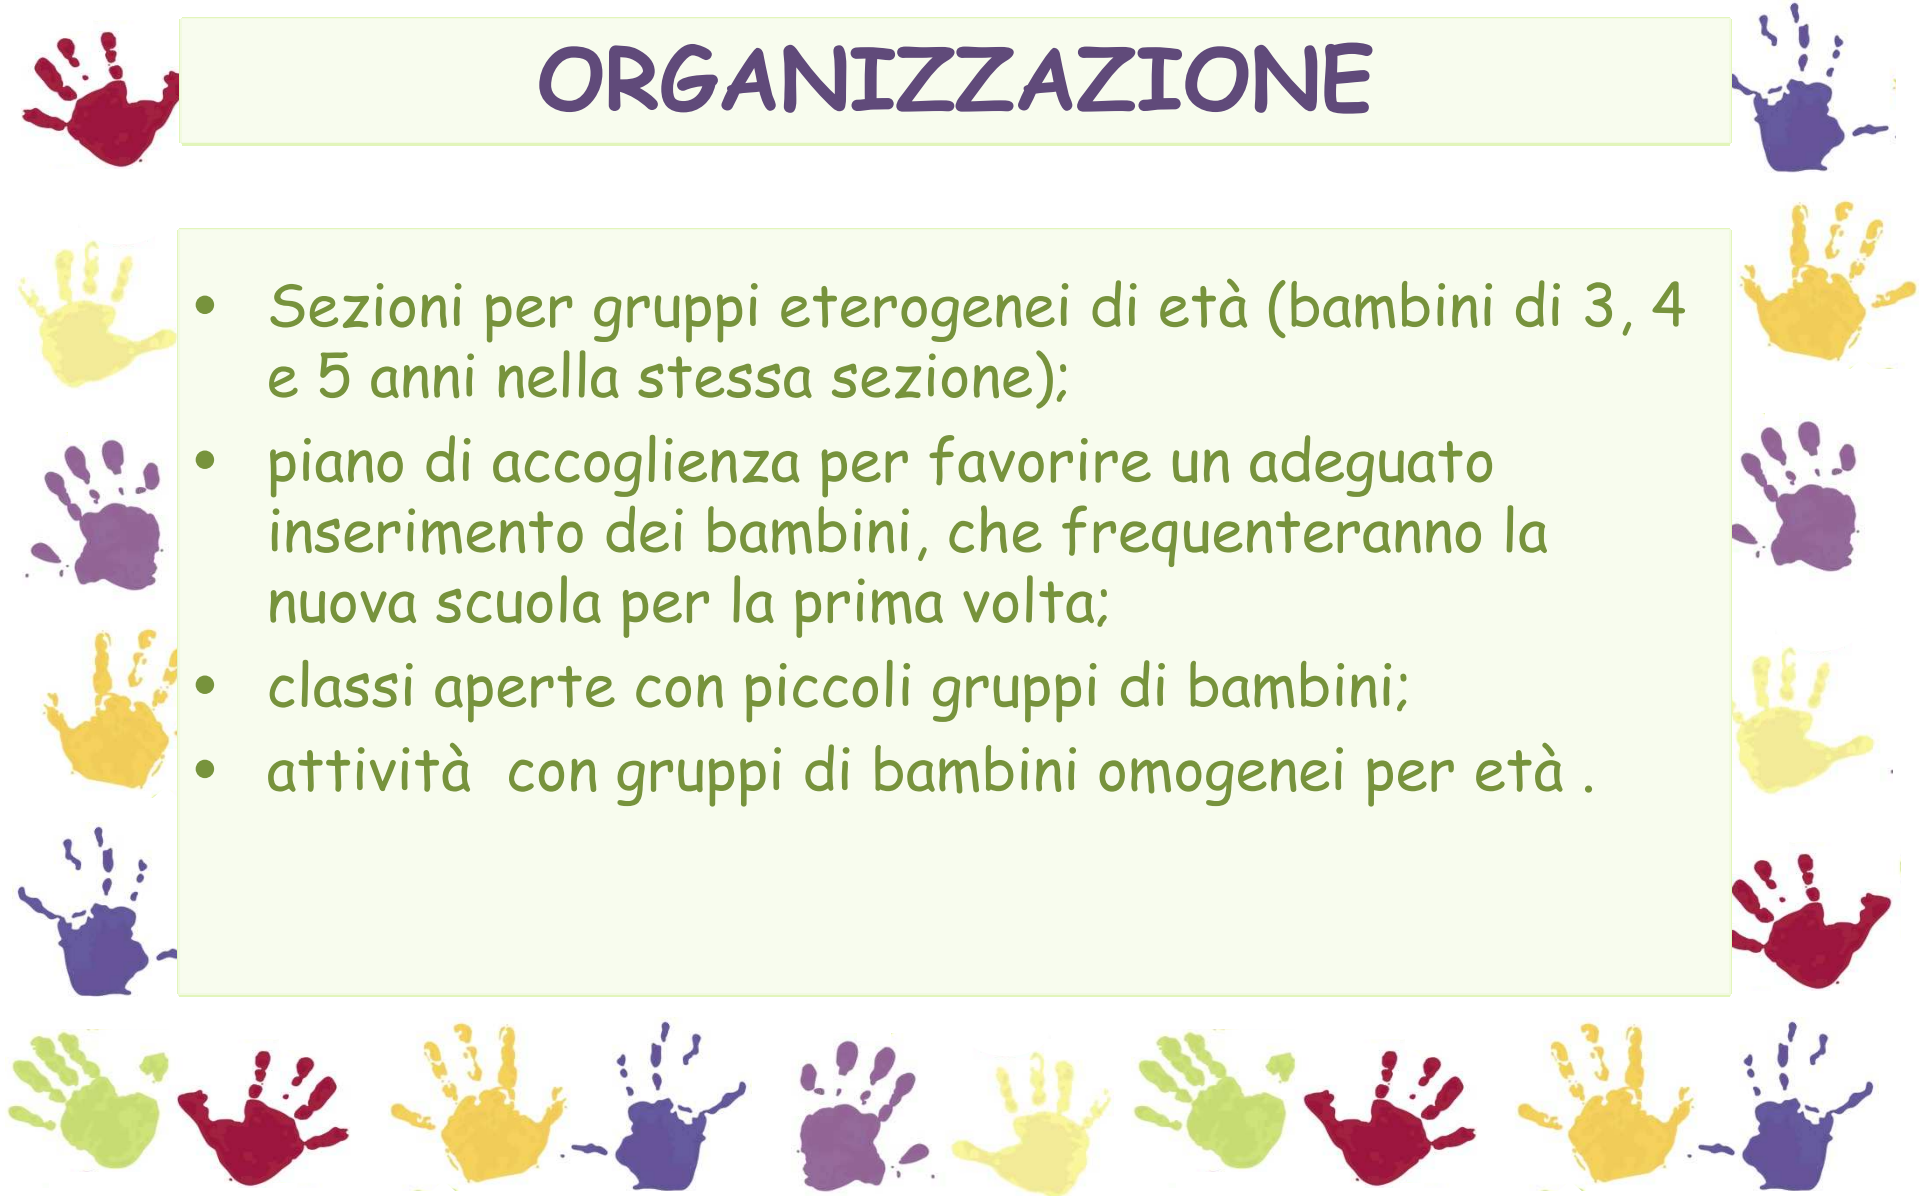 ORGANIZZAZIONE
• Sezioni per gruppi eterogenei di età (bambini di 3, 4
e 5 anni nella stessa sezione);
• piano di accoglienza per favorire un adeguato
inserimento dei bambini, che frequenteranno la
nuova scuola per la prima volta;
• classi aperte con piccoli gruppi di bambini;
• attività  con gruppi di bambini omogenei per età .